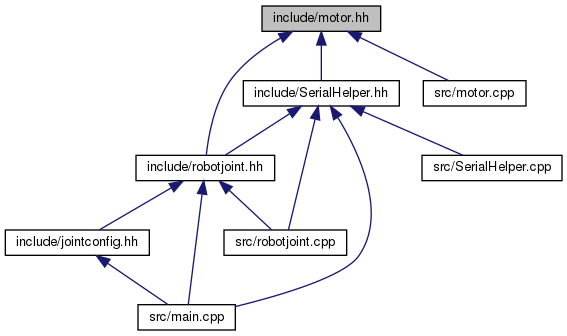 include/motor.hh
include/SerialHelper.hh
src/motor.cpp
include/robotjoint.hh
src/SerialHelper.cpp
include/jointconfig.hh
src/robotjoint.cpp
src/main.cpp